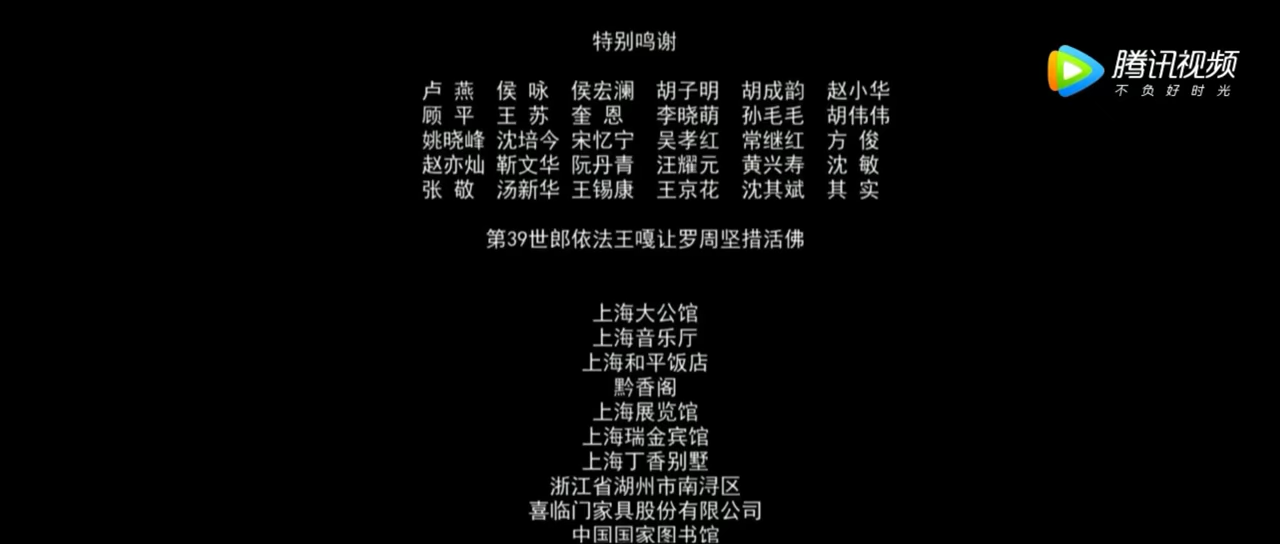 特别鸣谢
腾讯视频
不负好时光
卢 燕 侯 咏 侯宏澜 胡子明 胡成韵 赵小华
顾 平 王 苏 奎 恩 李晓萌 孙毛毛 胡伟伟
姚晓峰 沈培今 宋忆宁 吴孝红 常继红 方 俊
赵亦灿 靳文华 阮丹青 汪耀元 黄兴寿 沈 敏
张 敬 汤新华 王锡康 王京花 沈其斌 其 实
第39世郎依法王嘎让罗周坚措活佛
上海大公馆
上海音乐厅
上海和平饭店
黔香阁
上海展览馆
上海瑞金宾馆
上海丁香别墅
浙江省湖州市南浔区
喜临门家具股份有限公司
中国国家图书馆